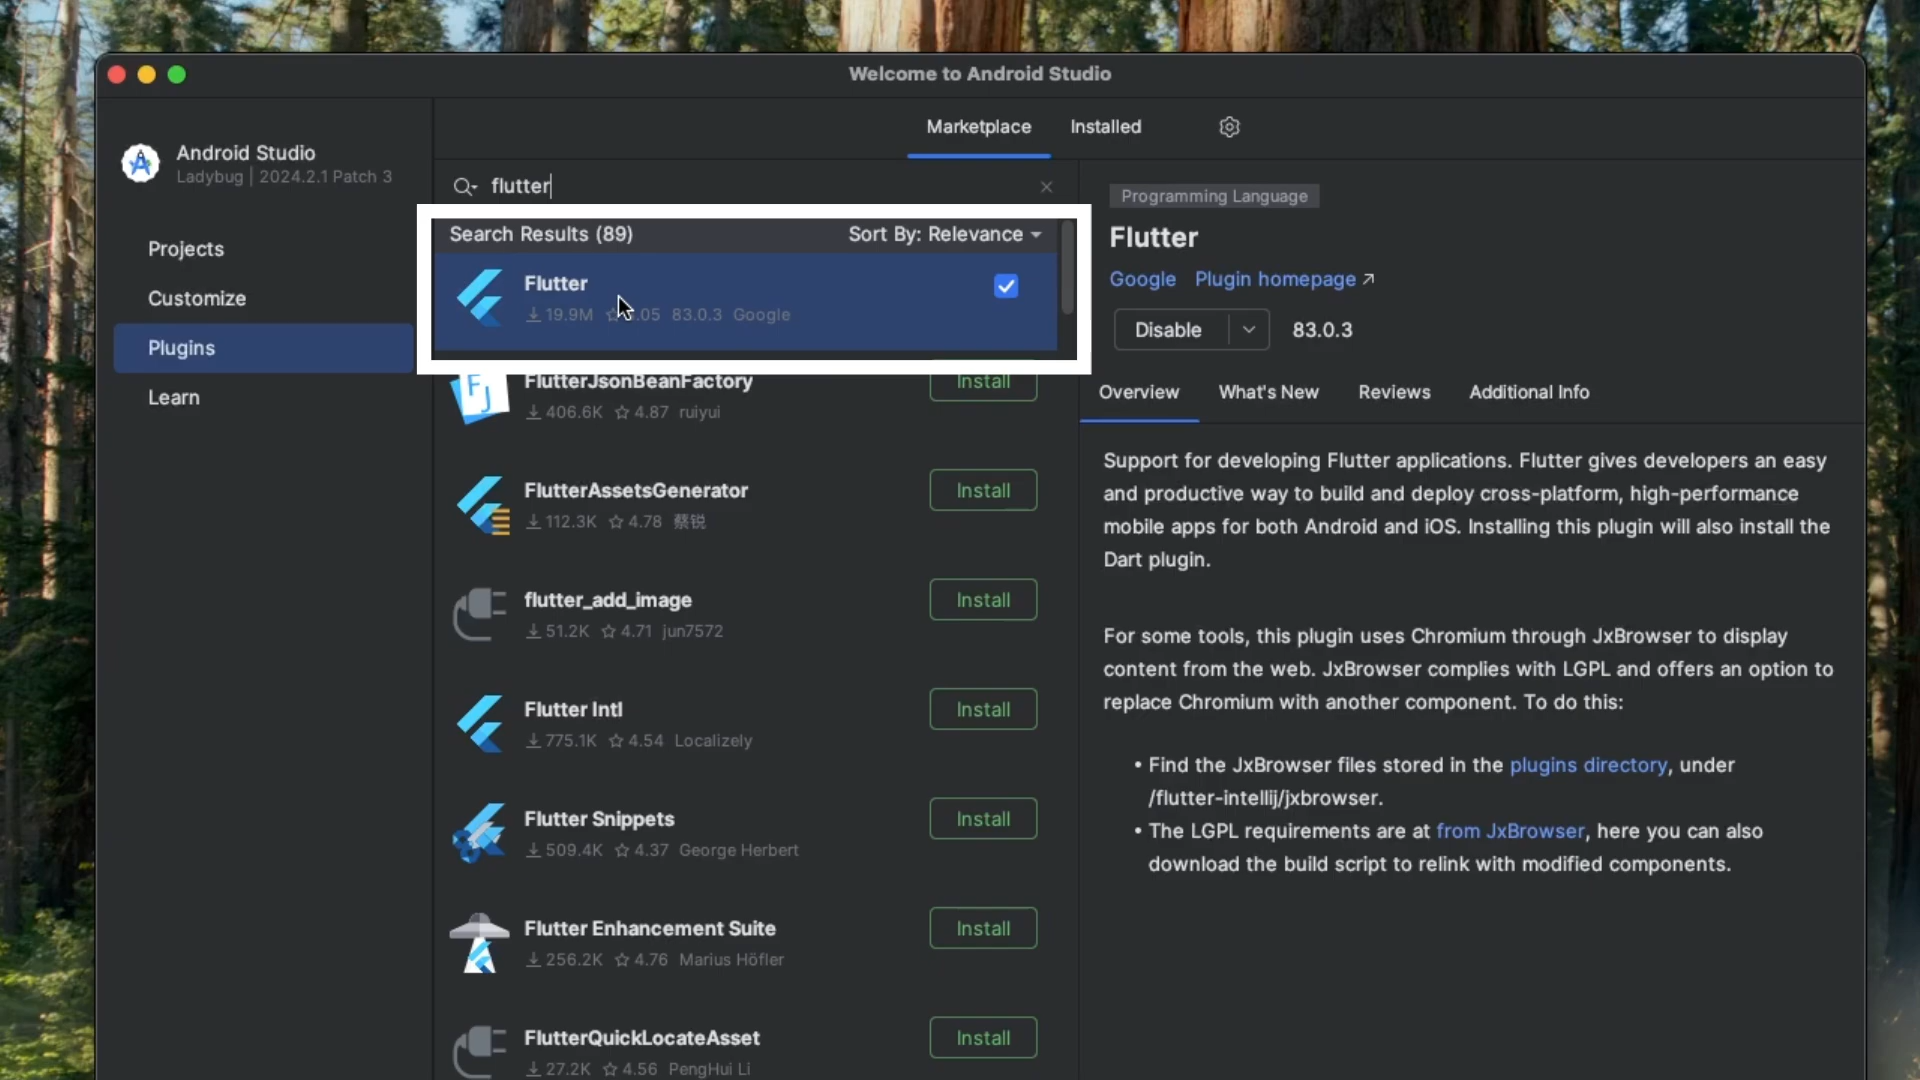 Welcome to Android Studio
Android Studio
Ladybug | 2024.2.1 Patch 3
Projects
Customize
Plugins
Learn
Marketplace
Installed
flutter
Search Results (89)
Sort By: Relevance
Flutter
19.9M .05 83.0.3 Google
FlutterJsonBeanFactory
406.6K 4.87 ruiyui
Install
FlutterAssetsGenerator
112.3K 4.78 蔡锐
Install
flutter_add_image
51.2K 4.71 jun7572
Install
Flutter Intl
775.1K 4.54 Localizely
Install
Flutter Snippets
509.4K 4.37 George Herbert
Install
Flutter Enhancement Suite
256.2K 4.76 Marius Höfler
Install
FlutterQuickLocateAsset
27.2K 4.56 PengHui Li
Install
Programming Language
Flutter
Google Plugin homepage ↗
Disable
83.0.3
Overview
What's New
Reviews
Additional Info
Support for developing Flutter applications. Flutter gives developers an easy
and productive way to build and deploy cross-platform, high-performance
mobile apps for both Android and iOS. Installing this plugin will also install the
Dart plugin.
For some tools, this plugin uses Chromium through JxBrowser to display
content from the web. JxBrowser complies with LGPL and offers an option to
replace Chromium with another component. To do this:
• Find the JxBrowser files stored in the plugins directory, under
/flutter-intellij/jxbrowser.
• The LGPL requirements are at from JxBrowser, here you can also
download the build script to relink with modified components.